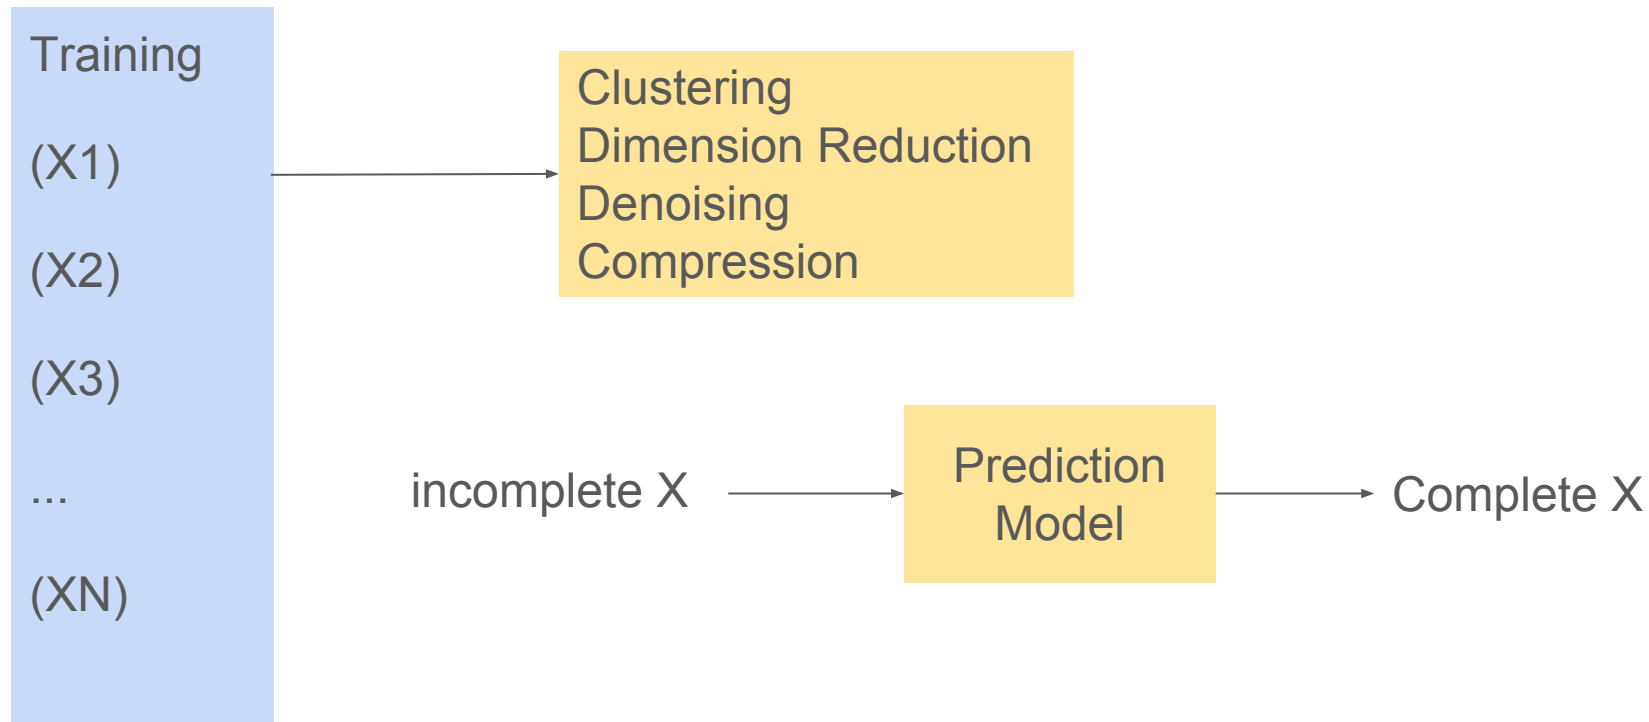 Training
(X1)
(X2)
(X3)
...
(XN)
Clustering
Dimension Reduction
Denoising
Compression
incomplete X
Prediction
Model
Complete X